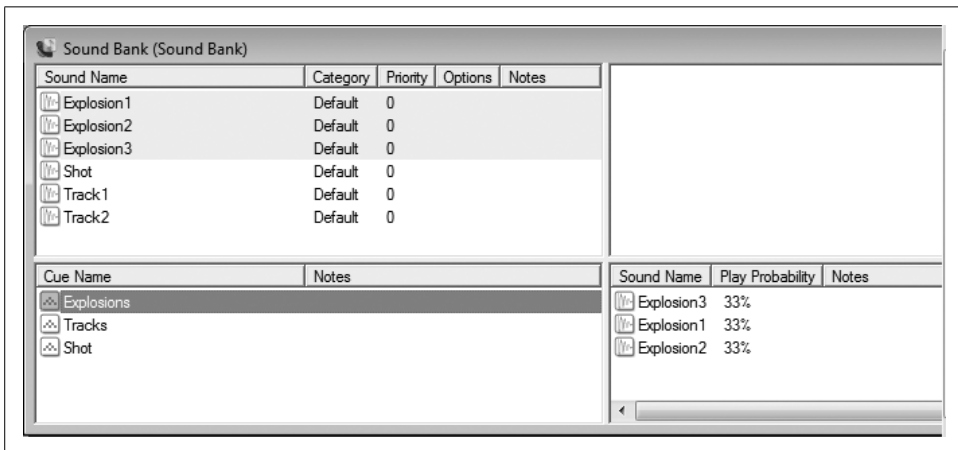 Sound Bank (Sound Bank)
Sound Name Category Priority Options Notes
Explosion1 Default 0
Explosion2 Default 0
Explosion3 Default 0
Shot Default 0
Track1 Default 0
Track2 Default 0
Cue Name Notes
Explosions
Tracks
Shot
Sound Name Play Probability Notes
Explosion3 33%
Explosion1 33%
Explosion2 33%